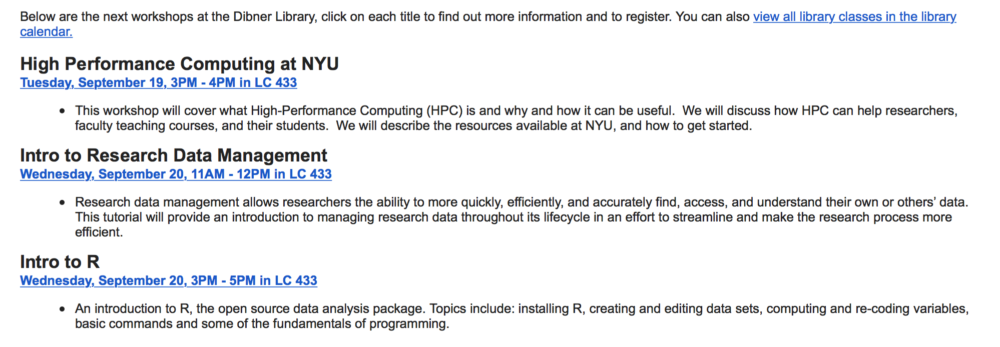 Below are the next workshops at the Dibner Library, click on each title to find out more information and to register. You can also view all library classes in the library
calendar.
High Performance Computing at NYU
Tuesday, September 19, 3PM - 4PM in LC 433
• This workshop will cover what High-Performance Computing (HPC) is and why and how it can be useful.  We will discuss how HPC can help researchers,
faculty teaching courses, and their students.  We will describe the resources available at NYU, and how to get started.
Intro to Research Data Management
Wednesday, September 20, 11AM - 12PM in LC 433
• Research data management allows researchers the ability to more quickly, efficiently, and accurately find, access, and understand their own or others’ data.
This tutorial will provide an introduction to managing research data throughout its lifecycle in an effort to streamline and make the research process more
efficient.
Intro to R
Wednesday, September 20, 3PM - 5PM in LC 433
• An introduction to R, the open source data analysis package. Topics include: installing R, creating and editing data sets, computing and re-coding variables,
basic commands and some of the fundamentals of programming.